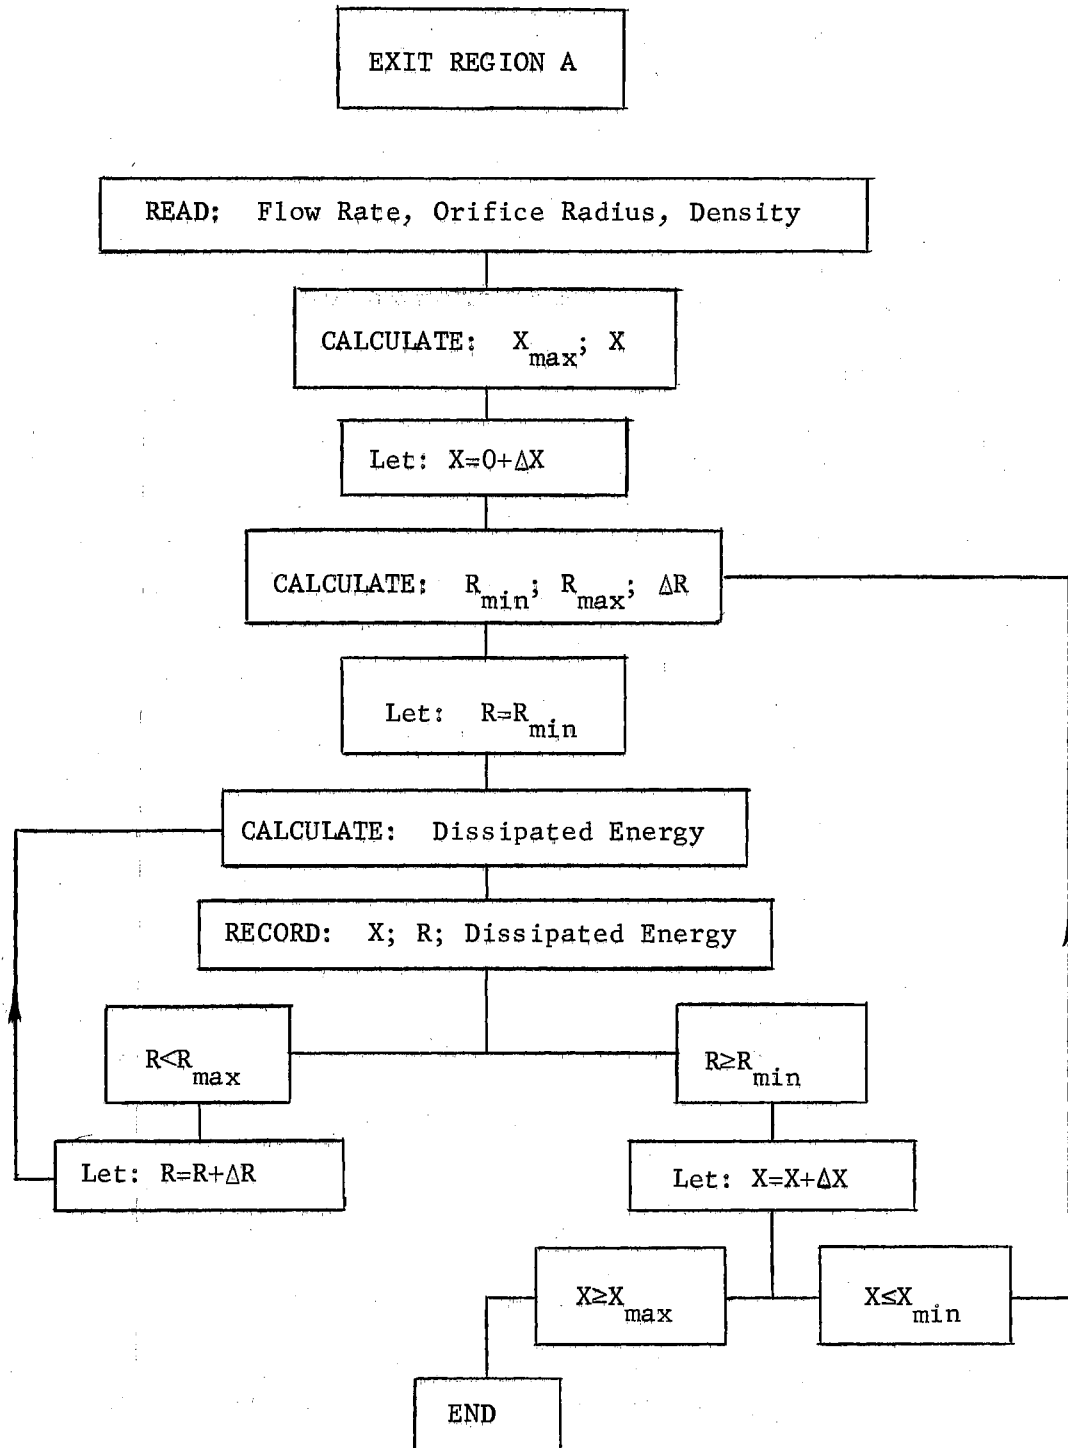 EXIT REGION A
READ: Flow Rate, Orifice Radius, Density
CALCULATE: Xmax; X
Let: X=0+ΔX
CALCULATE: Rmin; Rmax; ΔR
Let: R=Rmin
CALCULATE: Dissipated Energy
RECORD: X; R; Dissipated Energy
R<Rmax
R≥Rmin
Let: R=R+ΔR
Let: X=X+ΔX
X≥Xmax
X≤Xmin
END